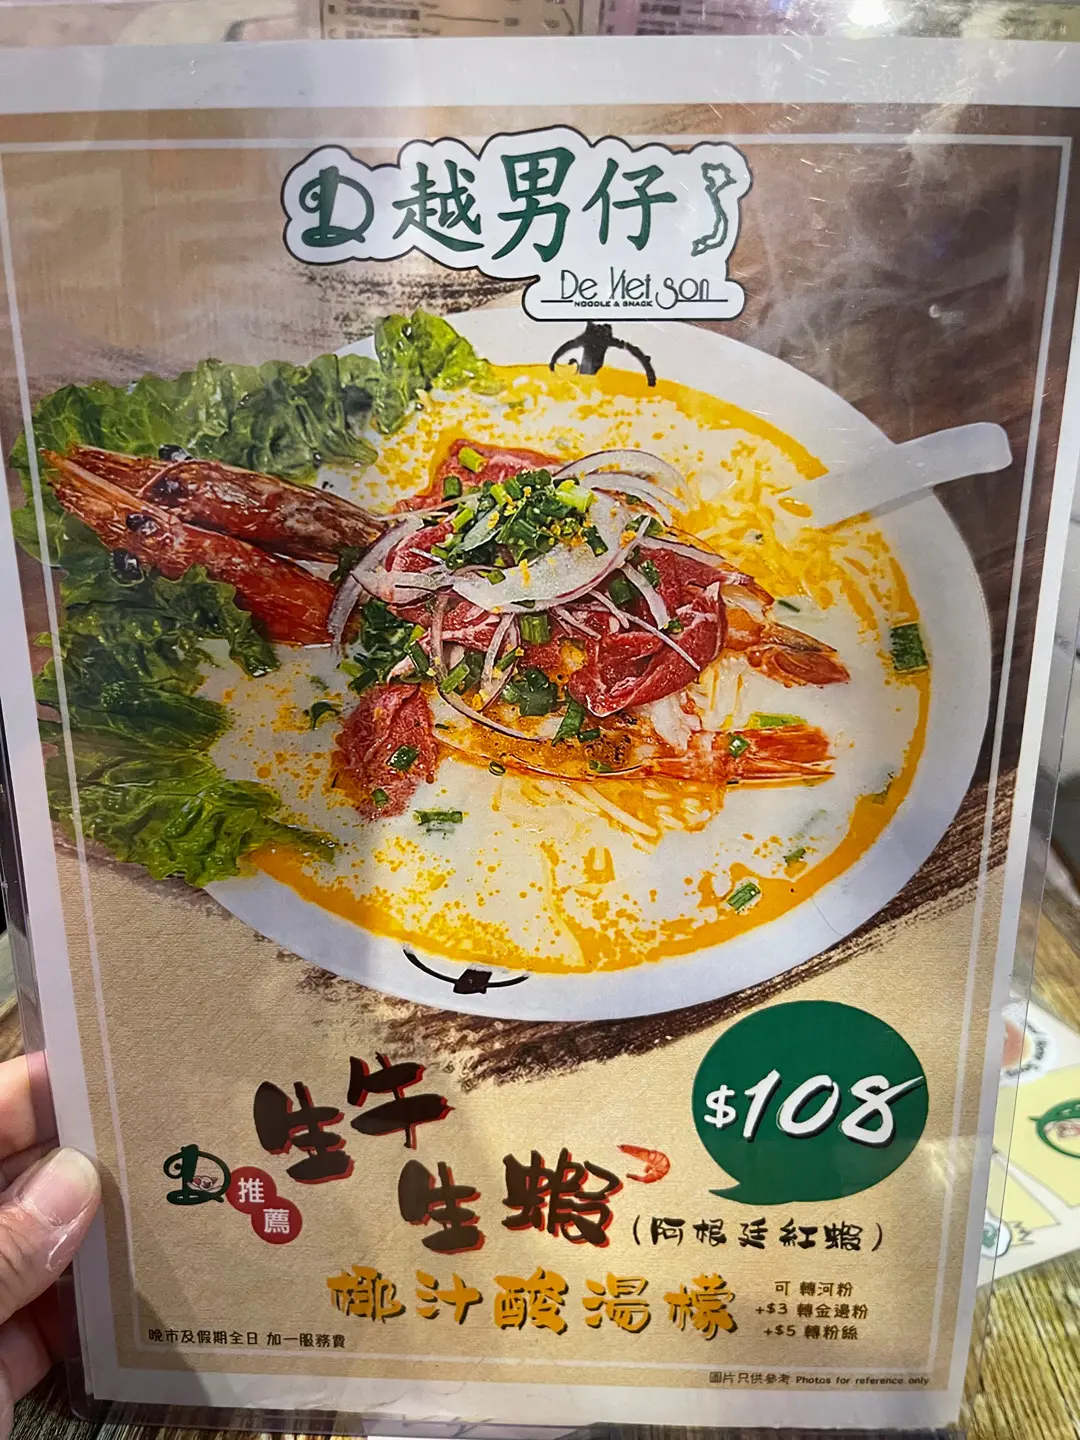 越男仔
De Viet Son
NOODLE & SNACK
$108
生牛
推薦
生蝦
(阿根廷紅蝦)
椰汁酸湯檬
可 轉河粉
+$3 轉金邊粉
+$5 轉粉絲
晚市及假期全日 加一服務費
圖片只供參考 Photos for reference only